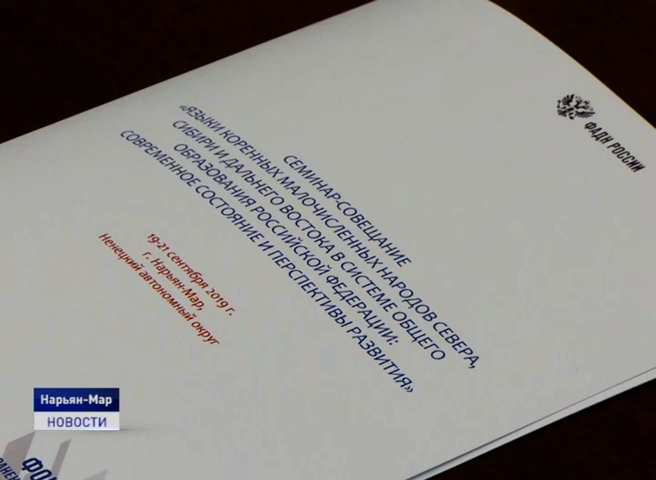 ФАДН РОССИИ
СЕМИНАР-СОВЕЩАНИЕ
«ЯЗЫКИ КОРЕННЫХ МАЛОЧИСЛЕННЫХ НАРОДОВ СЕВЕРА,
СИБИРИ И ДАЛЬНЕГО ВОСТОКА В СИСТЕМЕ ОБЩЕГО
ОБРАЗОВАНИЯ РОССИЙСКОЙ ФЕДЕРАЦИИ:
СОВРЕМЕННОЕ СОСТОЯНИЕ И ПЕРСПЕКТИВЫ РАЗВИТИЯ»
19-21 сентября 2019 г.
г. Нарьян-Мар,
Ненецкий автономный округ
Нарьян-Мар
НОВОСТИ